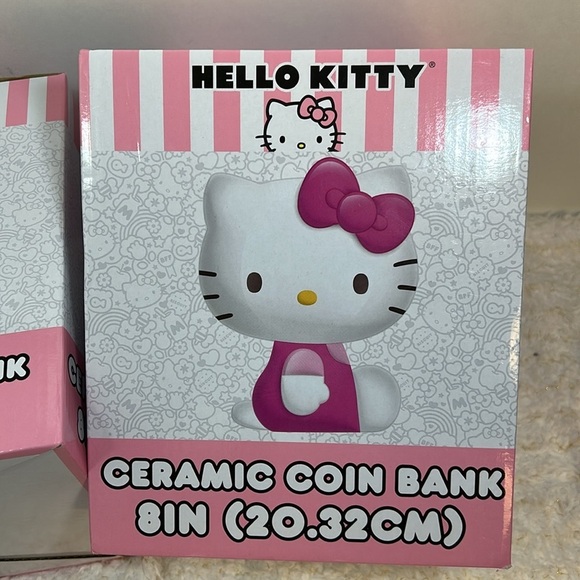 HELLO KITTY®
CERAMIC COIN BANK
8IN (20.32CM)